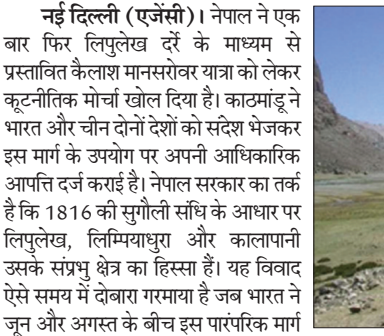 नई दिल्ली (एजेंसी)। नेपाल ने एक
बार फिर लिपुलेख दर्रे के माध्यम से
प्रस्तावित कैलाश मानसरोवर यात्रा को लेकर
कूटनीतिक मोर्चा खोल दिया है। काठमांडू ने
भारत और चीन दोनों देशों को संदेश भेजकर
इस मार्ग के उपयोग पर अपनी आधिकारिक
आपत्ति दर्ज कराई है। नेपाल सरकार का तर्क
है कि 1816 की सुगौली संधि के आधार पर
लिपुलेख, लिम्पियाधुरा और कालापानी
उसके संप्रभु क्षेत्र का हिस्सा हैं। यह विवाद
ऐसे समय में दोबारा गरमाया है जब भारत ने
जून और अगस्त के बीच इस पारंपरिक मार्ग